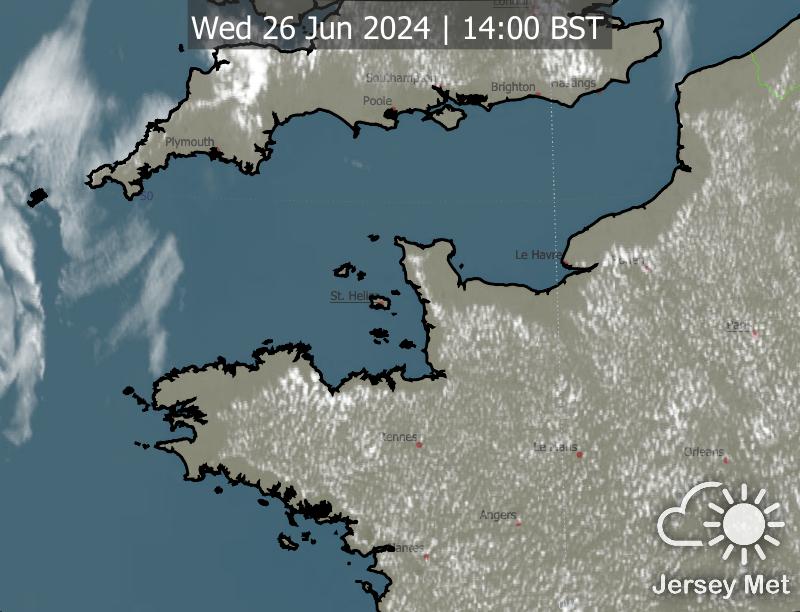 Wed 26 Jun 2024 | 14:00 BST
Southampton
Brighton
Hastings
Poole
Plymouth
50
Le Havre
St. Helier
Paris
Rennes
Le Mans
Orleans
Angers
Nantes
Jersey Met